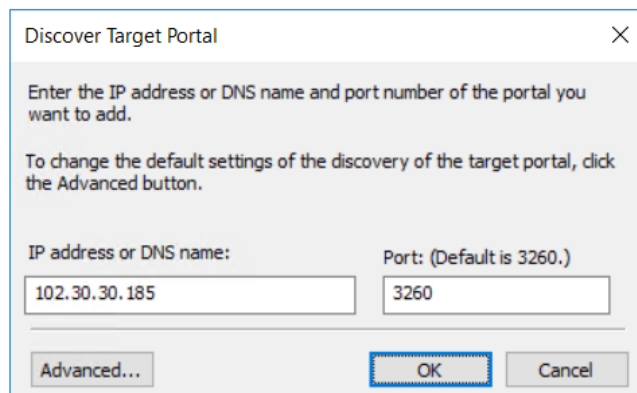 Discover Target Portal
Enter the IP address or DNS name and port number of the portal you
want to add.
To change the default settings of the discovery of the target portal, click
the Advanced button.
IP address or DNS name:
Port: (Default is 3260.)
102.30.30.185
3260
Advanced...
OK
Cancel